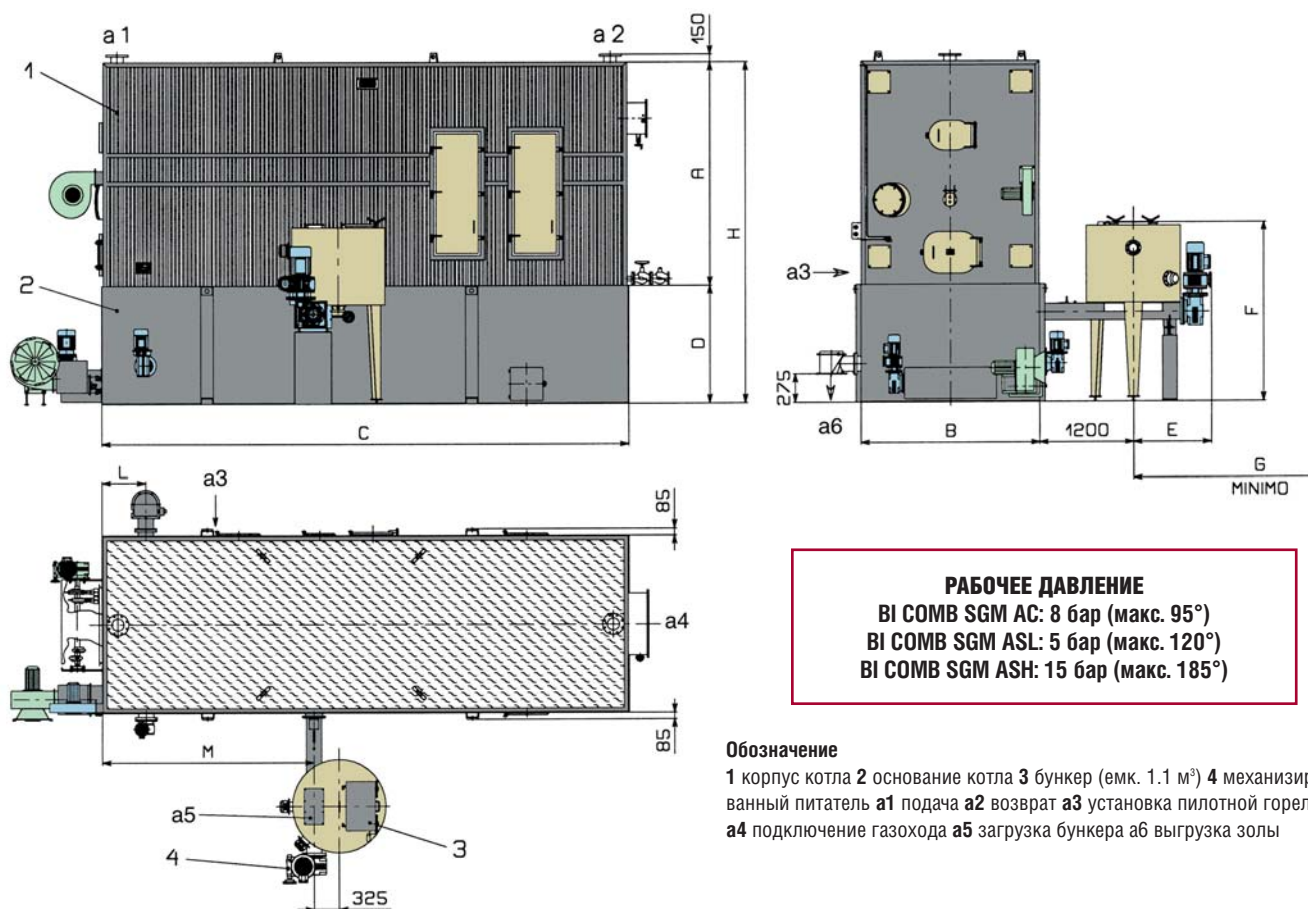 a1
a2
150
1
A
H
2
D
C
a3
F
275
a6
B
1200
E
G
MINIMO
L
a3
85
a4
M
85
a5
3
4
325
РАБОЧЕЕ ДАВЛЕНИЕ
BI COMB SGM AC: 8 бар (макс. 95°)
BI COMB SGM ASL: 5 бар (макс. 120°)
BI COMB SGM ASH: 15 бар (макс. 185°)
Обозначение
1 корпус котла 2 основание котла 3 бункер (емк. 1.1 м³) 4 механизир
ванный питатель a1 подача a2 возврат a3 установка пилотной горел
a4 подключение газохода a5 загрузка бункера а6 выгрузка золы